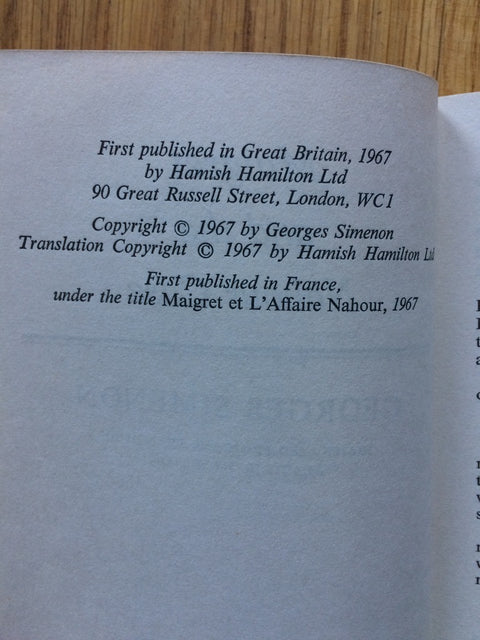 First published in Great Britain, 1967
by Hamish Hamilton Ltd
90 Great Russell Street, London, WC1
Copyright © 1967 by Georges Simenon
Translation Copyright © 1967 by Hamish Hamilton Ltd
First published in France,
under the title Maigret et L'Affaire Nahour, 1967